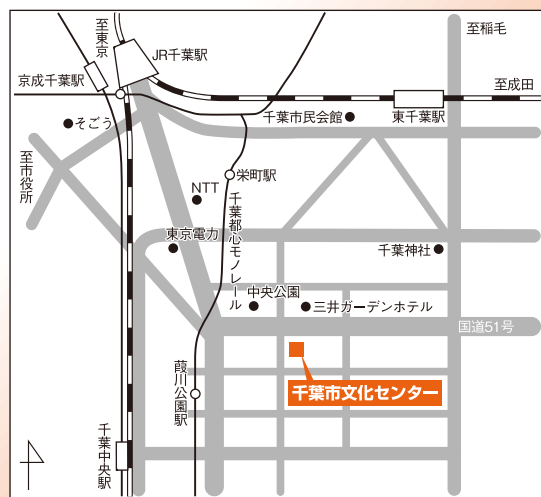 至東京
JR千葉駅
至稲毛
京成千葉駅
至成田
そごう
千葉市民会館
東千葉駅
至市役所
栄町駅
NTT
千葉都心モノレール
東京電力
千葉神社
中央公園
三井ガーデンホテル
国道51号
葭川公園駅
千葉市文化センター
千葉中央駅